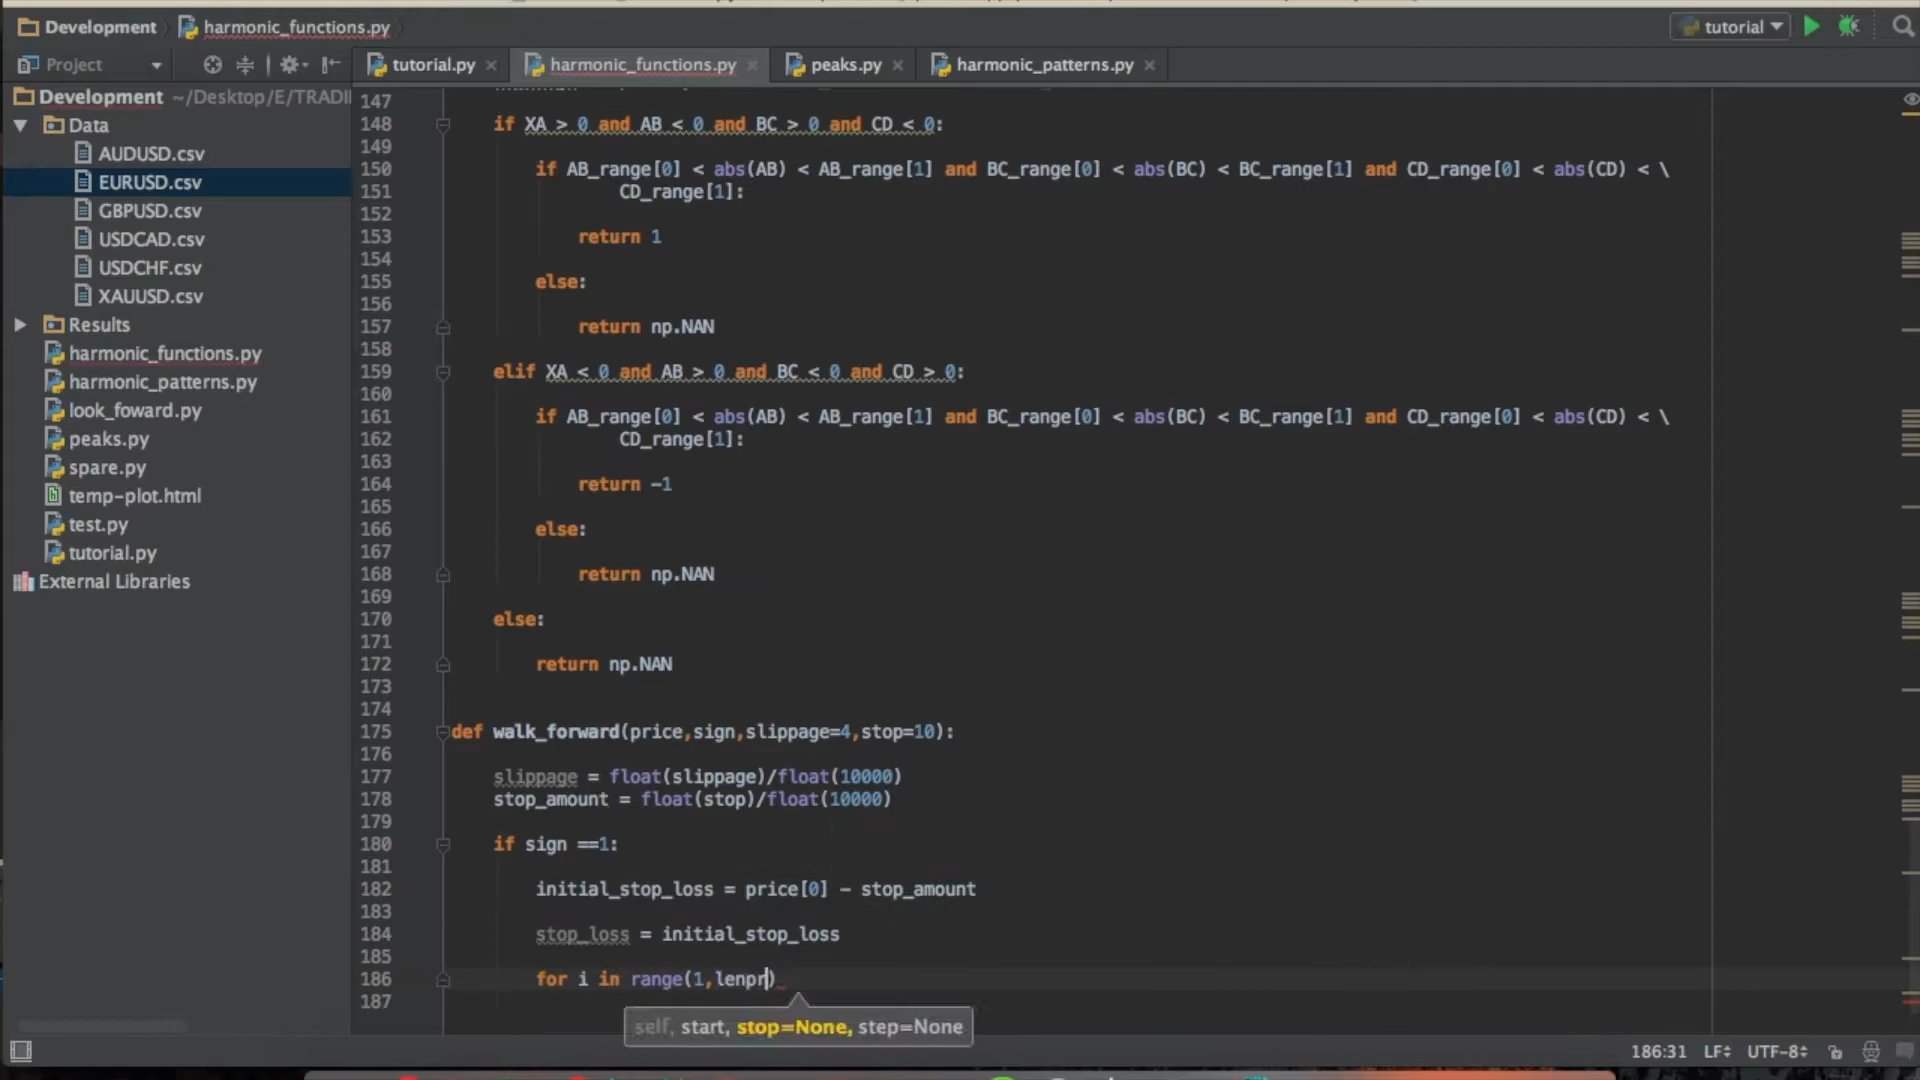 Development harmonic_functions.py tutorial
Project tutorial.py harmonic_functions.py peaks.py harmonic_patterns.py
Development ~/Desktop/E/TRADI
Data
AUDUSD.csv
EURUSD.csv
GBPUSD.csv
USDCAD.csv
USDCHF.csv
XAUUSD.csv
Results
harmonic_functions.py
harmonic_patterns.py
look_foward.py
peaks.py
spare.py
temp-plot.html
test.py
tutorial.py
External Libraries
147
148 if XA > 0 and AB < 0 and BC > 0 and CD < 0:
149
150 if AB_range[0] < abs(AB) < AB_range[1] and BC_range[0] < abs(BC) < BC_range[1] and CD_range[0] < abs(CD) < \
151 CD_range[1]:
152
153 return 1
154
155 else:
156
157 return np.NAN
158
159 elif XA < 0 and AB > 0 and BC < 0 and CD > 0:
160
161 if AB_range[0] < abs(AB) < AB_range[1] and BC_range[0] < abs(BC) < BC_range[1] and CD_range[0] < abs(CD) < \
162 CD_range[1]:
163
164 return -1
165
166 else:
167
168 return np.NAN
169
170 else:
171
172 return np.NAN
173
174
175 def walk_forward(price,sign,slippage=4,stop=10):
176
177 slippage = float(slippage)/float(10000)
178 stop_amount = float(stop)/float(10000)
179
180 if sign ==1:
181
182 initial_stop_loss = price[0] - stop_amount
183
184 stop_loss = initial_stop_loss
185
186 for i in range(1,lenpr)
187
self, start, stop=None, step=None
186:31 LF UTF-8